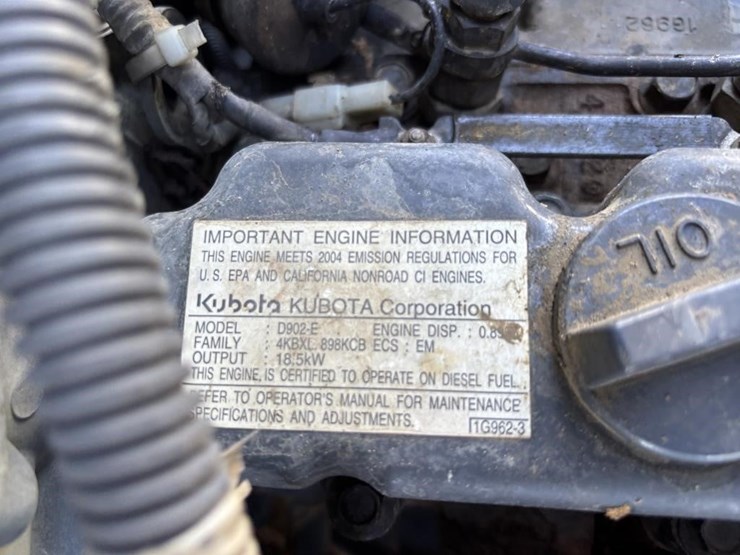 16962
IMPORTANT ENGINE INFORMATION
THIS ENGINE MEETS 2004 EMISSION REGULATIONS FOR
U.S. EPA AND CALIFORNIA NONROAD CI ENGINES.
Kubota KUBOTA Corporation
MODEL : D902-E ENGINE DISP. :
FAMILY : 4KBXL.898KCB ECS : EM
OUTPUT : 18.5kW
THIS ENGINE IS CERTIFIED TO OPERATE ON DIESEL FUEL.
REFER TO OPERATOR'S MANUAL FOR MAINTENANCE
SPECIFICATIONS AND ADJUSTMENTS.
1G962-3
OIL